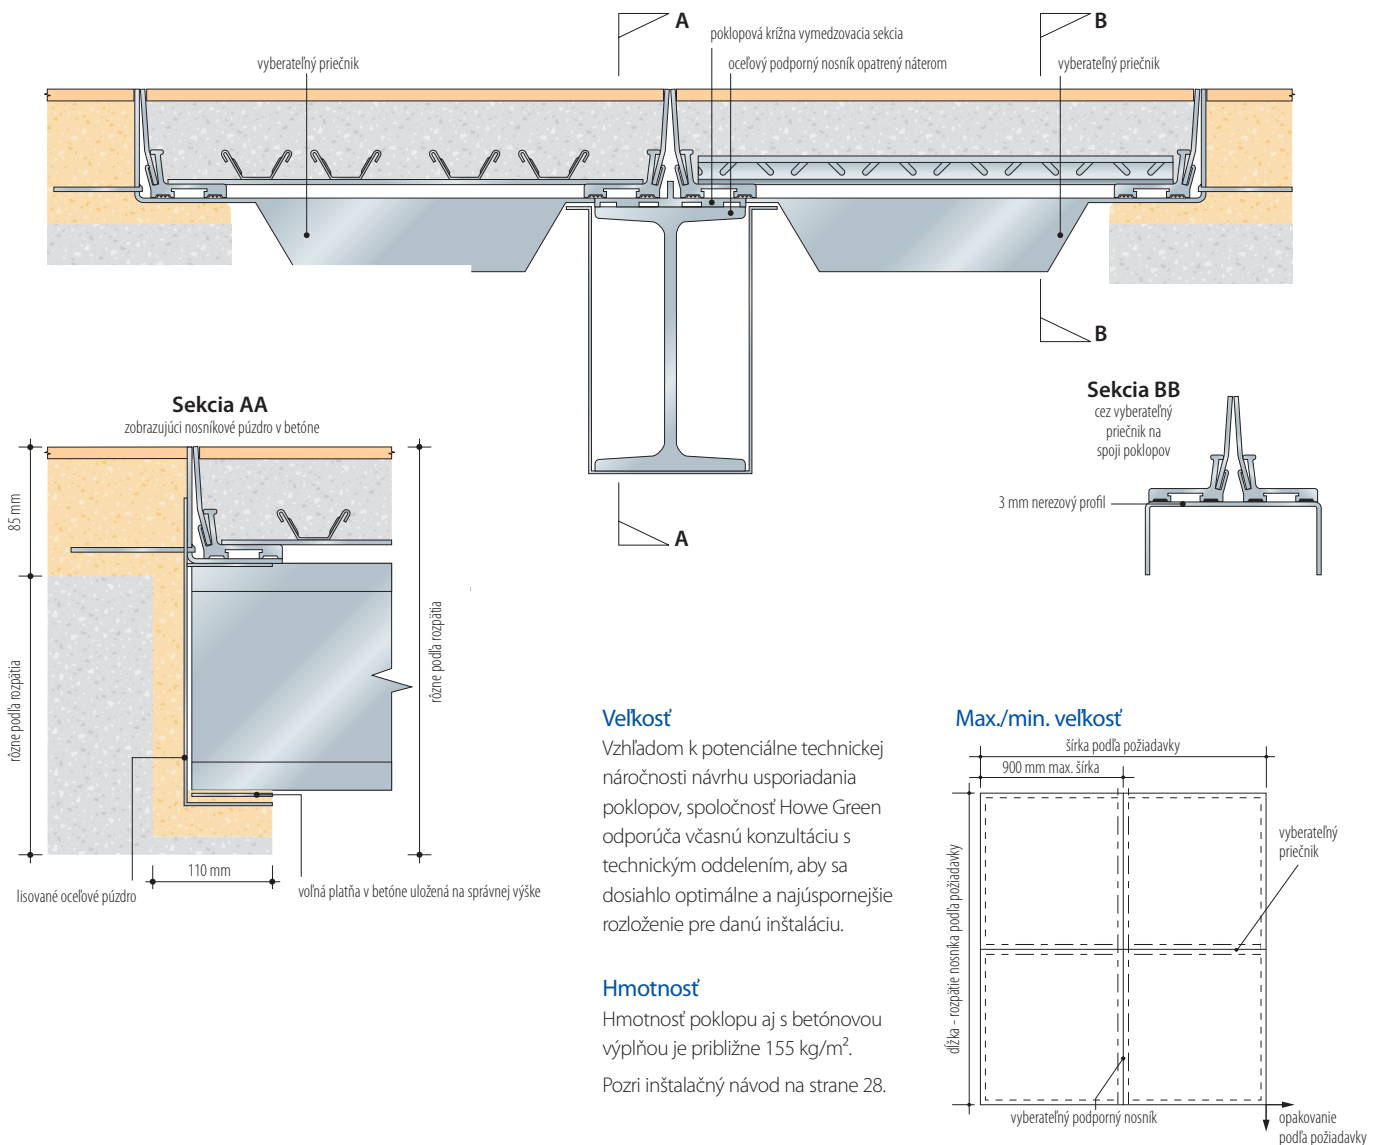 A
B
poklopová krížna vymedzovacia sekcia
vyberateľný priečnik
oceľový podporný nosník opatrený náterom
vyberateľný priečnik
B
A
Sekcia AA
zobrazujúci nosníkové púzdro v betóne
85 mm
rôzne podľa rozpätia
rôzne podľa rozpätia
110 mm
lisované oceľové púzdro
voľná platňa v betóne uložená na správnej výške
Sekcia BB
cez vyberateľný
priečnik na
spoji poklopov
3 mm nerezový profil
Veľkosť
Vzhľadom k potenciálne technickej
náročnosti návrhu usporiadania
poklopov, spoločnosť Howe Green
odporúča včasnú konzultáciu s
technickým oddelením, aby sa
dosiahlo optimálne a najúspornejšie
rozloženie pre danú inštaláciu.
Hmotnosť
Hmotnosť poklopu aj s betónovou
výplňou je približne 155 kg/m².
Pozri inštalačný návod na strane 28.
Max./min. veľkosť
šírka podľa požiadavky
900 mm max. šírka
vyberateľný
priečnik
dĺžka - rozpätie nosníka podľa požiadavky
vyberateľný podporný nosník
opakovanie
podľa požiadavky